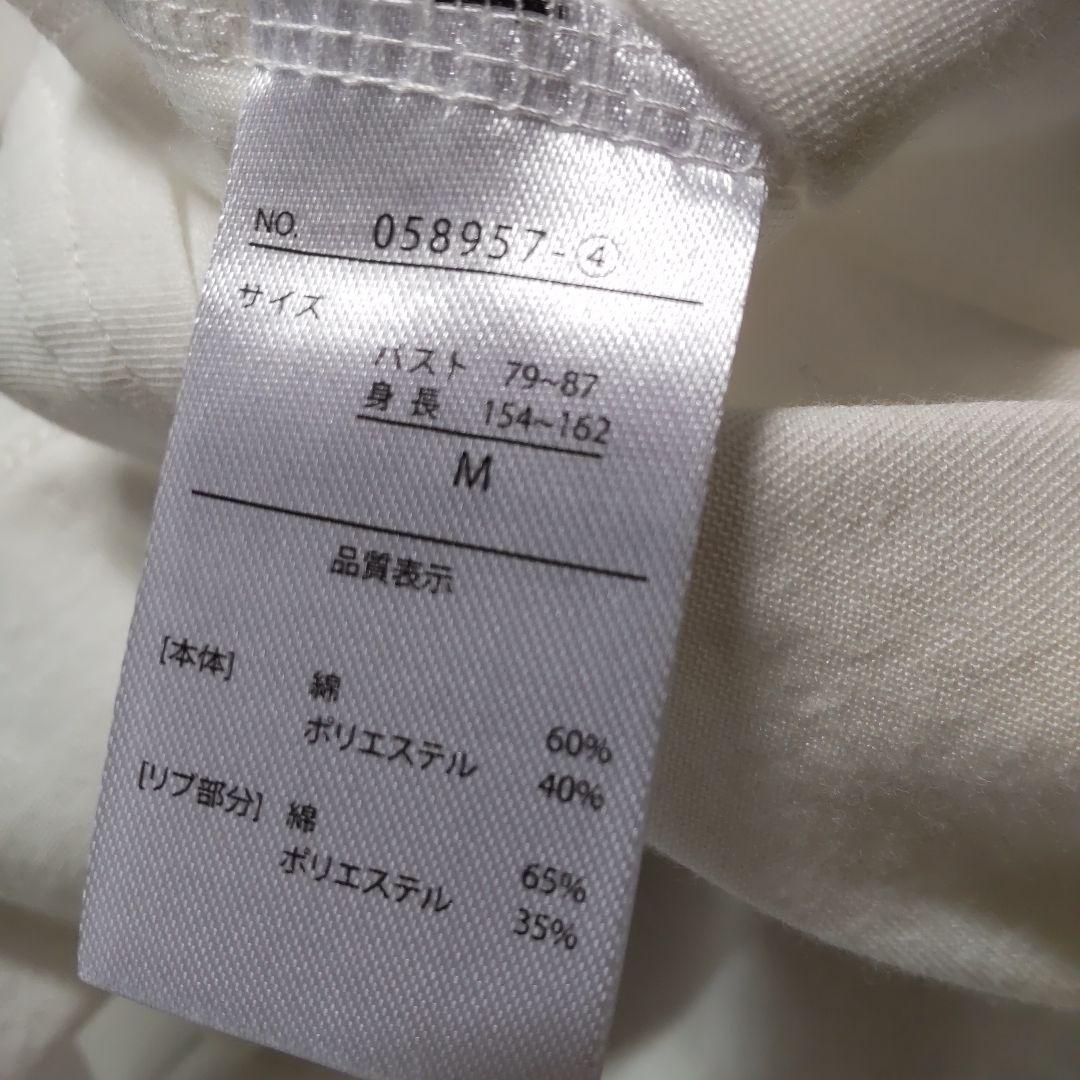 NO. 058957-④
サイズ
バスト 79~87
身長 154~162
M
品質表示
[本体] 綿 60%
ポリエステル 40%
[リブ部分] 綿 65%
ポリエステル 35%